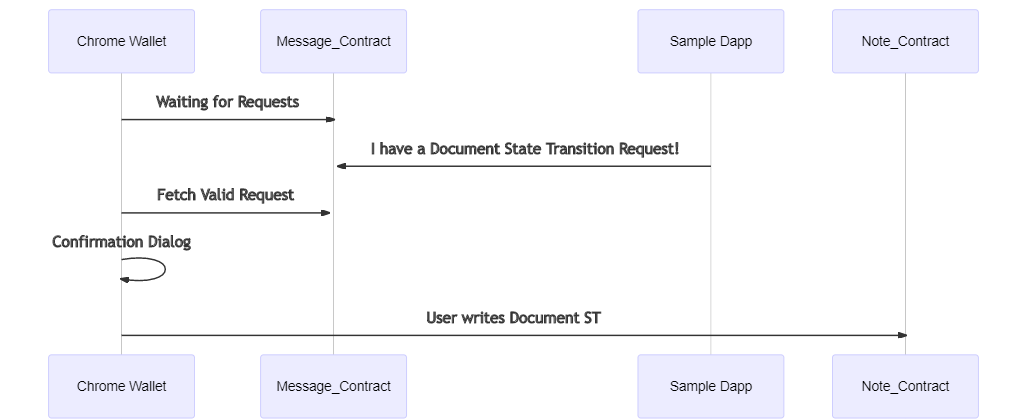 Chrome Wallet
Message_Contract
Sample Dapp
Note_Contract
Waiting for Requests
I have a Document State Transition Request!
Fetch Valid Request
Confirmation Dialog
User writes Document ST
Chrome Wallet
Message_Contract
Sample Dapp
Note_Contract